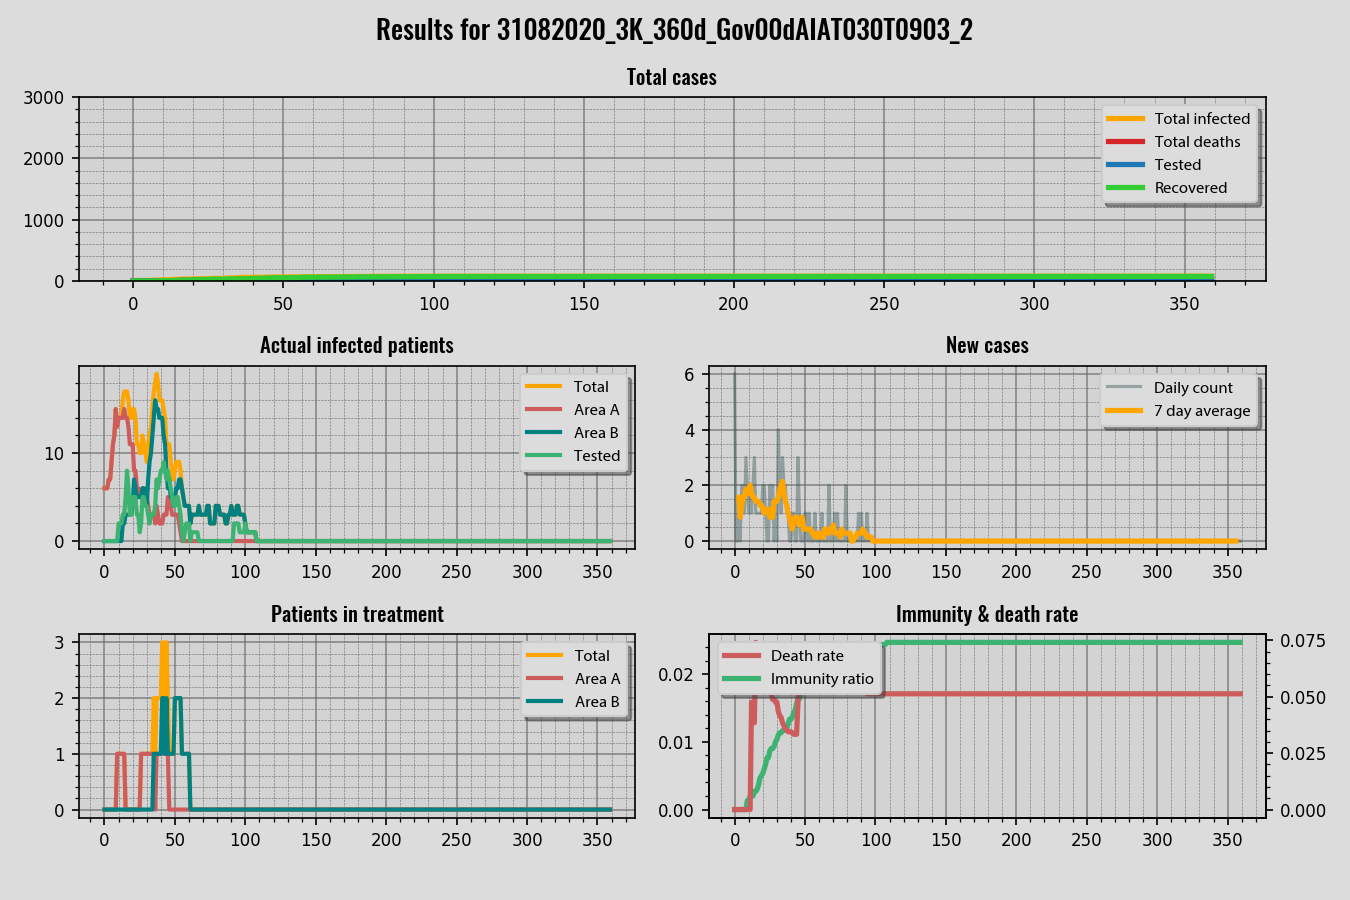 Results for 31082020_3K_360d_Gov00dAIAT030T0903_2
Total cases
3000
2000
1000
0
Total infected
Total deaths
Tested
Recovered
0 50 100 150 200 250 300 350
Actual infected patients
10
0
Total
Area A
Area B
Tested
0 50 100 150 200 250 300 350
New cases
6
4
2
0
Daily count
7 day average
0 50 100 150 200 250 300 350
Patients in treatment
3
2
1
0
Total
Area A
Area B
0 50 100 150 200 250 300 350
Immunity & death rate
0.02
0.01
0.00
Death rate
Immunity ratio
0.075
0.050
0.025
0.000
0 50 100 150 200 250 300 350